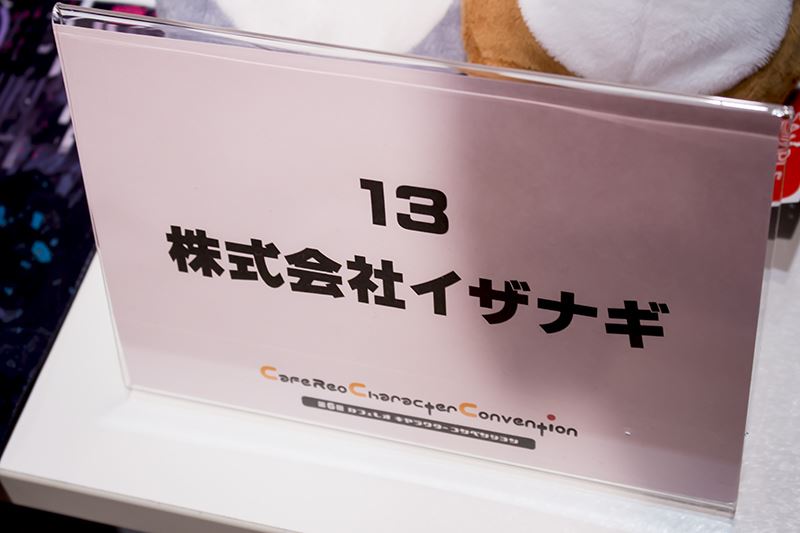 13
株式会社イザナギ
CafeReo Character Convention
第6回 カフェレオ キャラクターコンベンション